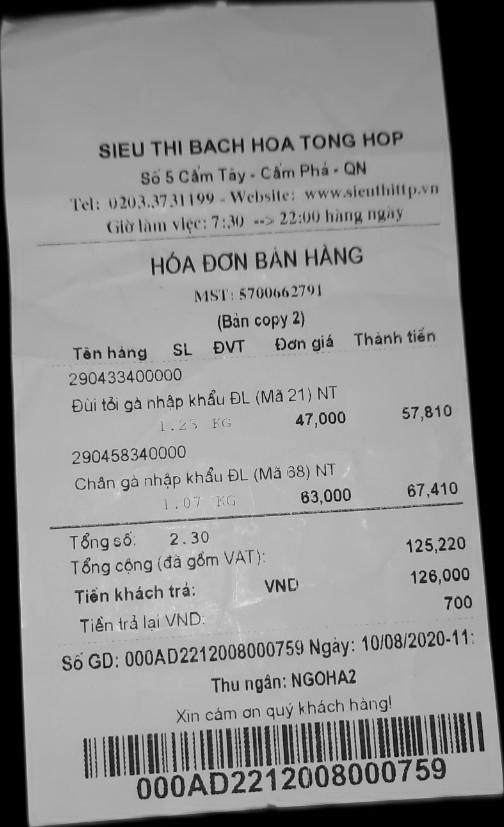 SIEU THI BACH HOA TONG HOP
Số 5 Cẩm Tây - Cẩm Phả - QN
Tel: 0203.3731199 - Website: www.sieuthittp.vn
Giờ làm việc: 7:30 --> 22:00 hàng ngày
HÓA ĐƠN BÁN HÀNG
MST: 5700662791
(Bản copy 2)
Tên hàng SL ĐVT Đơn giá Thành tiền
290433400000
Đùi tỏi gà nhập khẩu ĐL (Mã 21) NT
1.23 KG 47,000 57,810
290458340000
Chân gà nhập khẩu ĐL (Mã 38) NT
1.07 KG 63,000 67,410
Tổng số: 2.30
Tổng cộng (đã gồm VAT): 125,220
Tiền khách trả: VND 126,000
Tiền trả lại VND: 700
Số GD: 000AD2212008000759 Ngày: 10/08/2020-11:
Thu ngân: NGOHA2
Xin cám ơn quý khách hàng!
000AD2212008000759